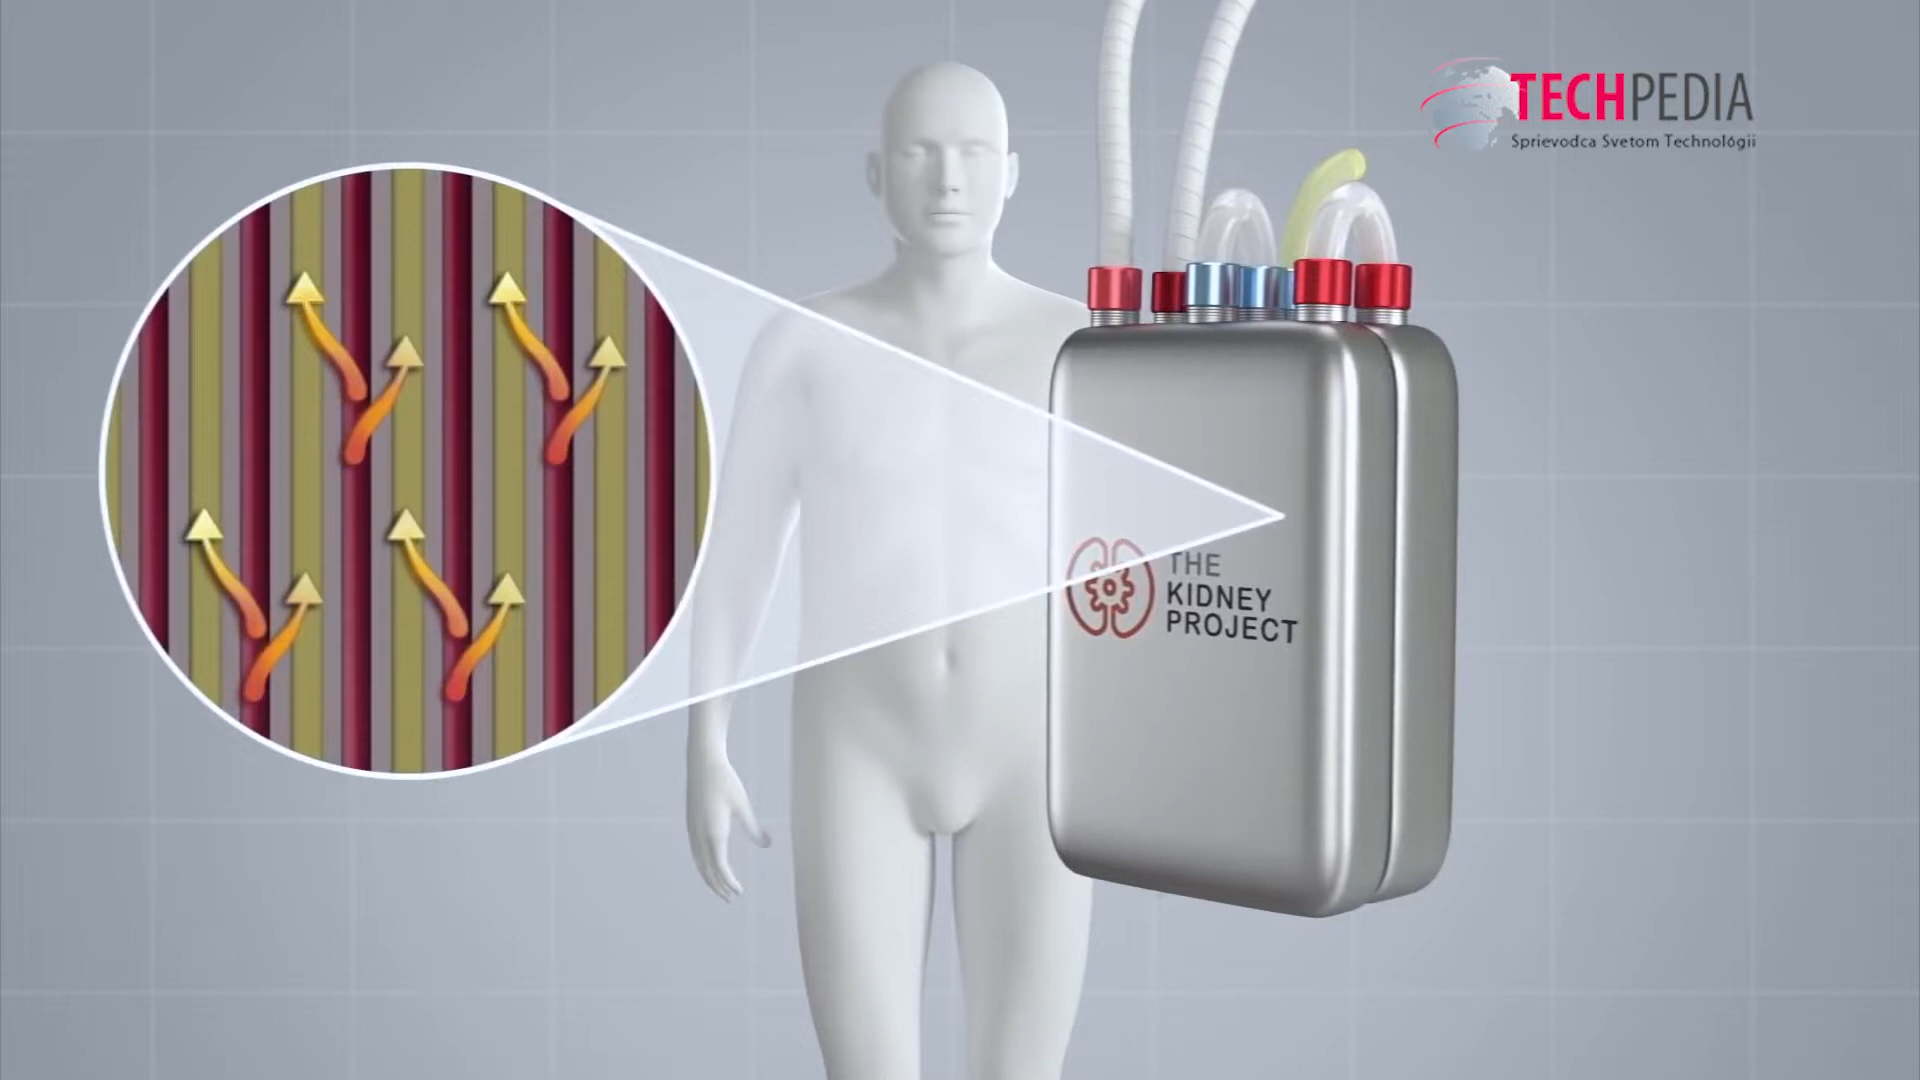 TECHPEDIA
Sprievodca Svetom Technológií
THE
KIDNEY
PROJECT